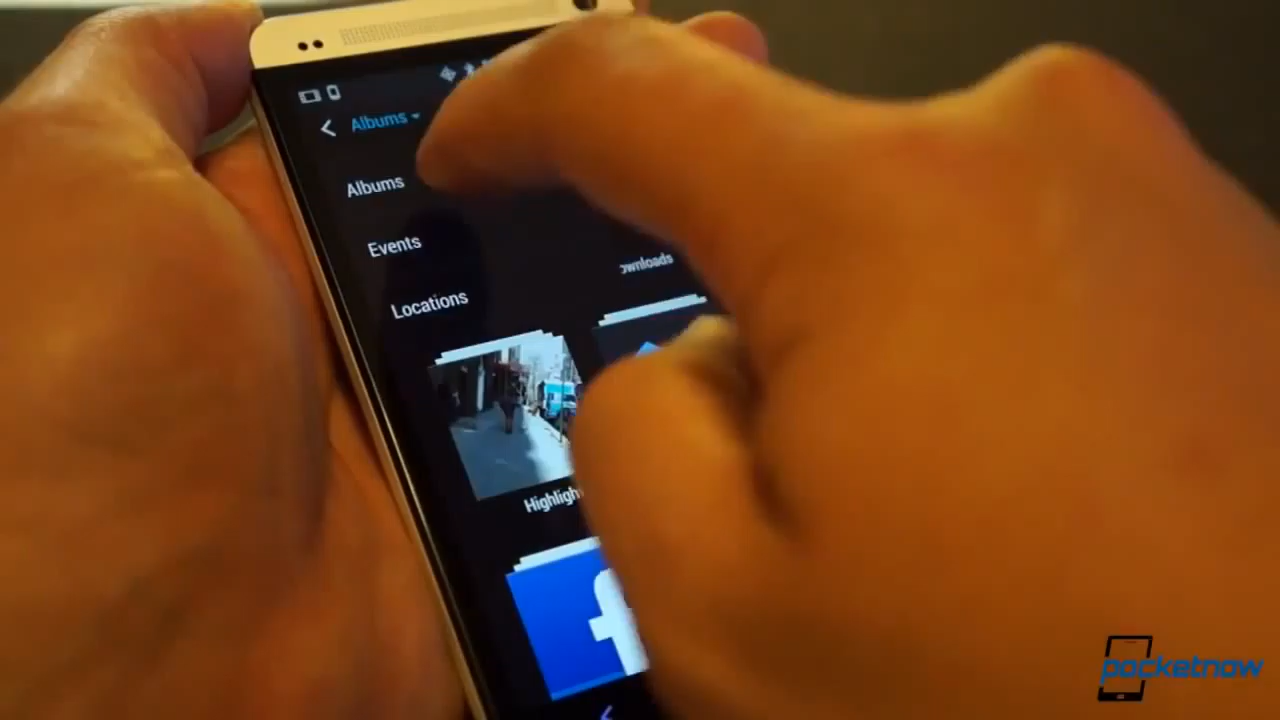 Albums
Albums
Events
Locations
ownloads
Highligh
f
pocketnow